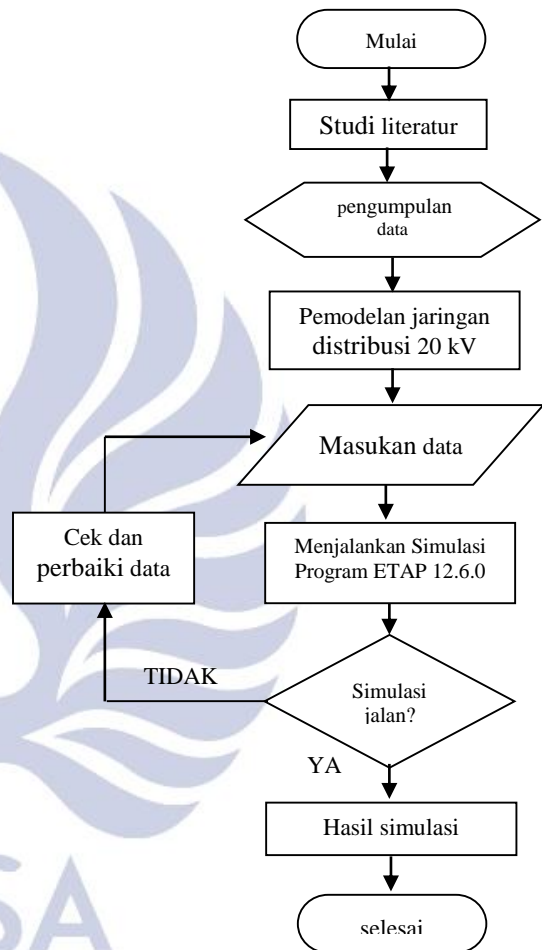 Mulai
Studi literatur
pengumpulan
data
Pemodelan jaringan
distribusi 20 kV
Masukan data
Cek dan
perbaiki data
Menjalankan Simulasi
Program ETAP 12.6.0
TIDAK
Simulasi
jalan?
YA
Hasil simulasi
SA
selesai